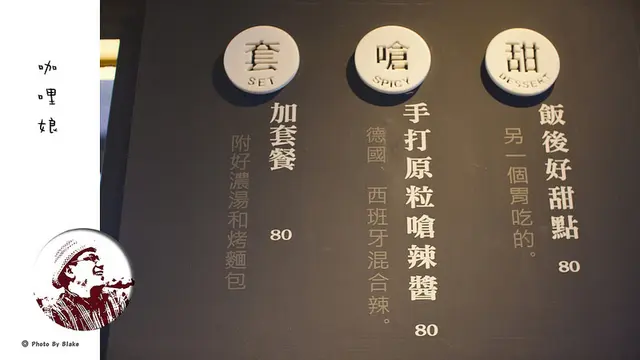 咖哩娘
© Photo By Blake
套
SET
加套餐
附好濃湯和烤麵包
80
嗆
SPICY
手打原粒嗆辣醬
德國、西班牙混合辣。
80
甜
DESSERT
飯後好甜點
另一個胃吃的。
80